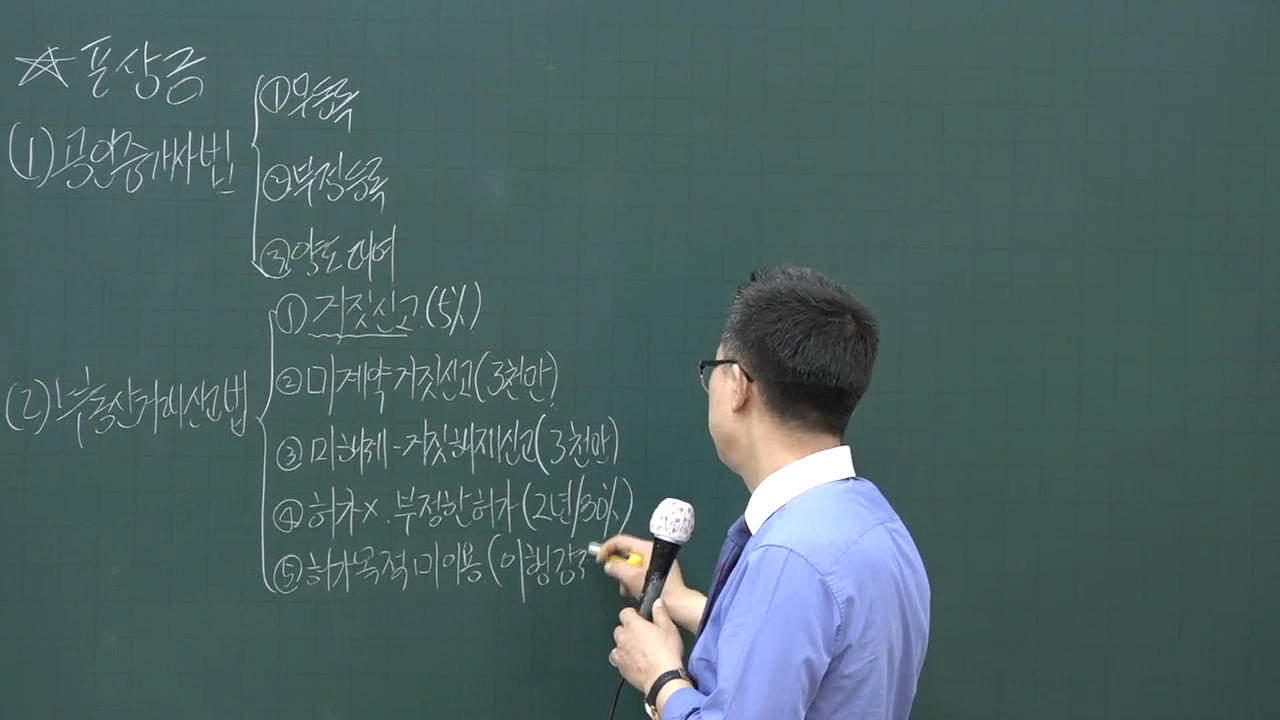 ☆ 포상금
(1) 공인중개사법
① 무등록
② 부정등록
③ 양도 대여
(2) 부동산거래신고법
① 거짓신고 (5%)
② 미계약 거짓신고 (3천만)
③ 미해제 - 거짓해제신고 (3천만)
④ 허가×. 부정한허가 (2년/30%)
⑤ 허가목적 미이용 (이행강